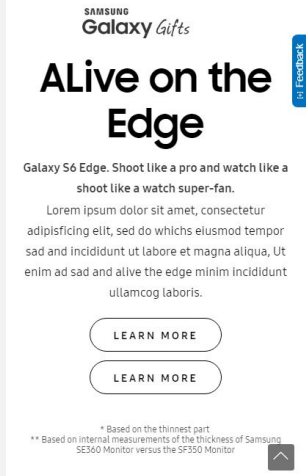 SAMSUNG
Galaxy Gifts
ALive on the
Edge
Galaxy S6 Edge. Shoot like a pro and watch like a
shoot like a watch super-fan.
Lorem ipsum dolor sit amet, consectetur
adipisficing elit, sed do whichs eiusmod tempor
sad and incididunt ut labore et magna aliqua, Ut
enim ad sad and alive the edge minim incididunt
ullamcog laboris.
LEARN MORE
LEARN MORE
* Based on the thinnest part
** Based on internal measurements of the thickness of Samsung
SE360 Monitor versus the SF350 Monitor
[+] Feedback